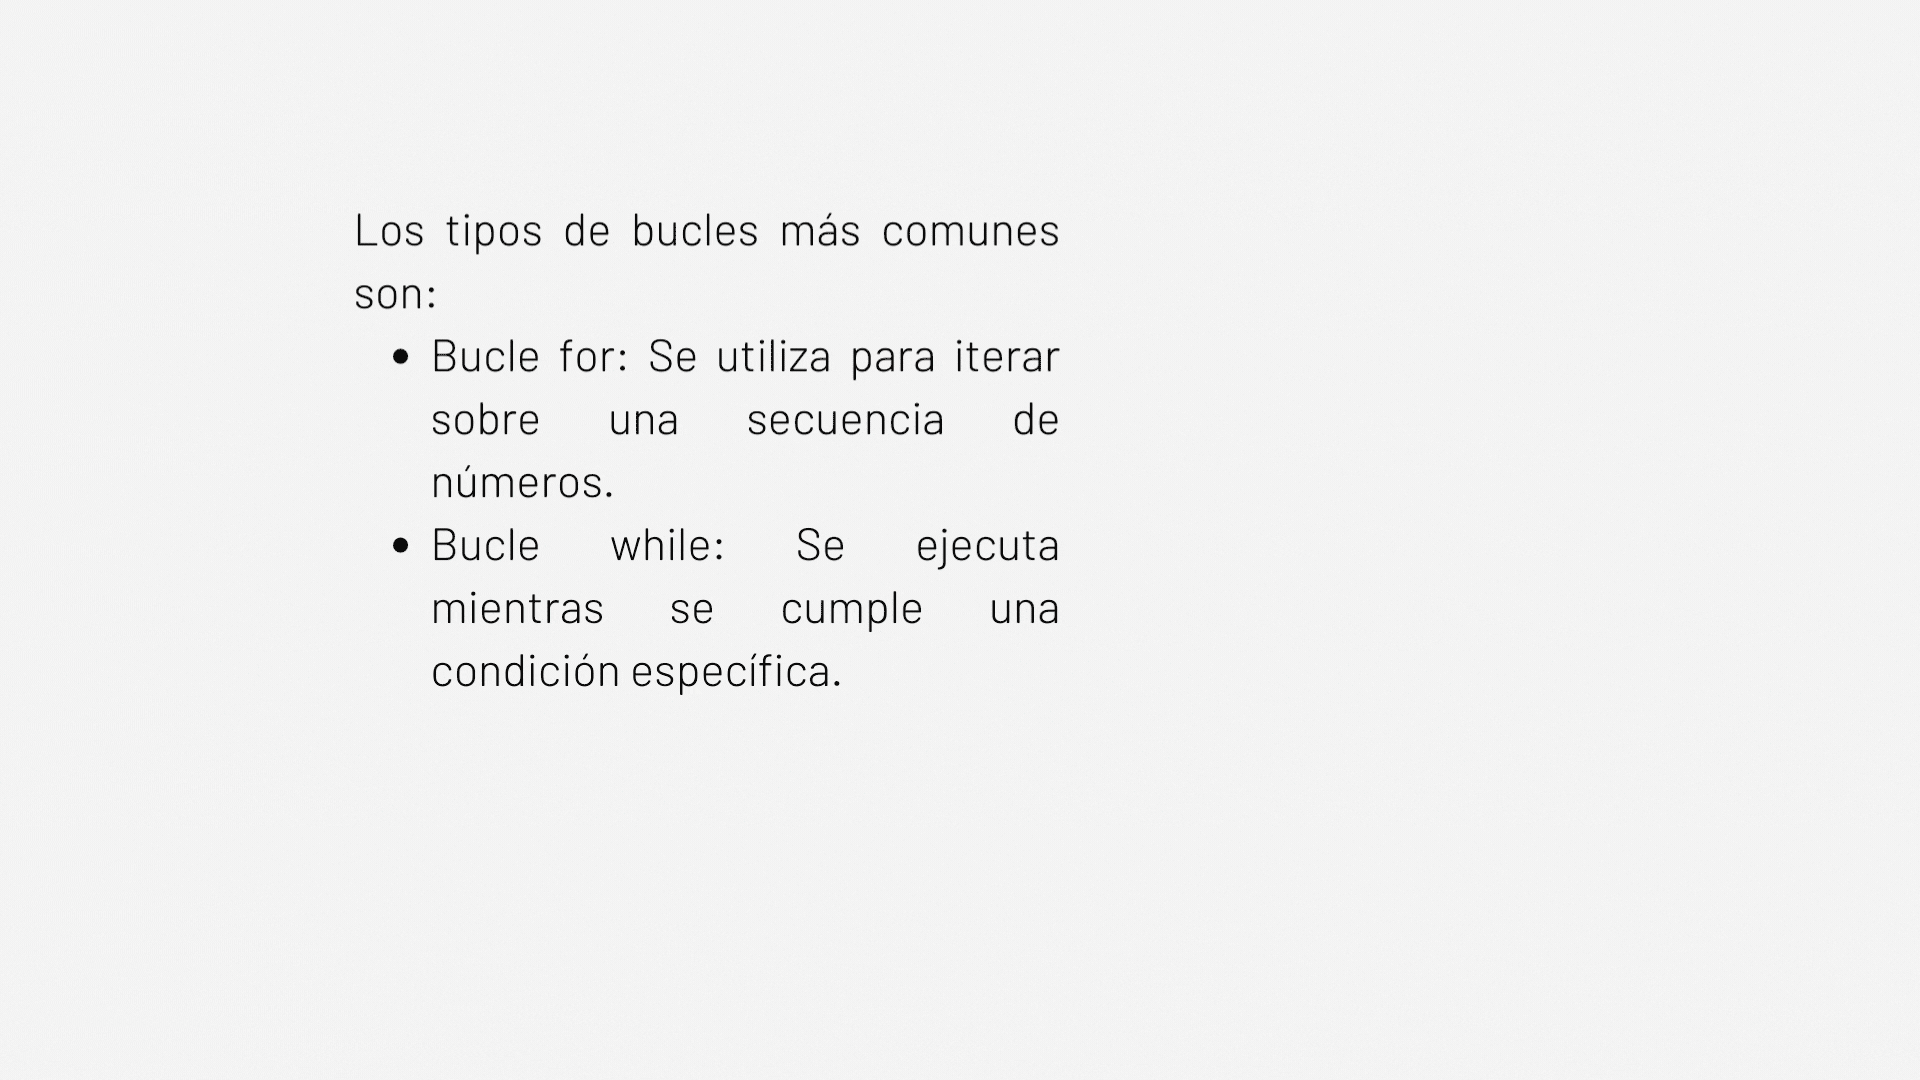 Los tipos de bucles más comunes
son:
• Bucle for: Se utiliza para iterar
sobre una secuencia de
números.
• Bucle while: Se ejecuta
mientras se cumple una
condición específica.